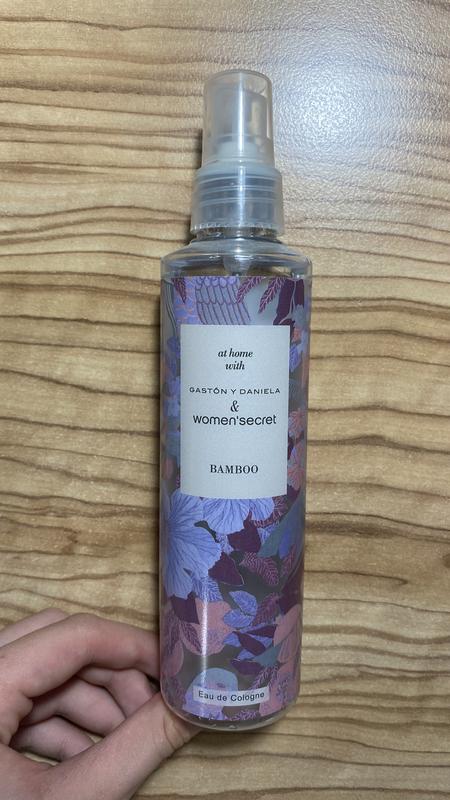 at home
with
GASTÓN Y DANIELA
&
women'secret
BAMBOO
Eau de Cologne